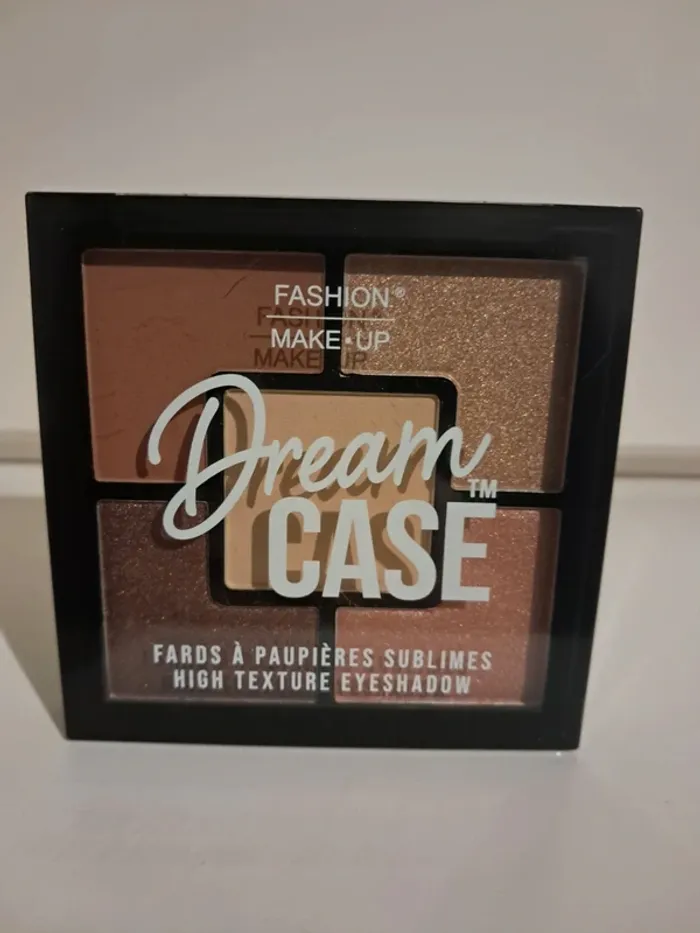 FASHION®
MAKE•UP
Dream™
CASE
FARDS À PAUPIÈRES SUBLIMES
HIGH TEXTURE EYESHADOW